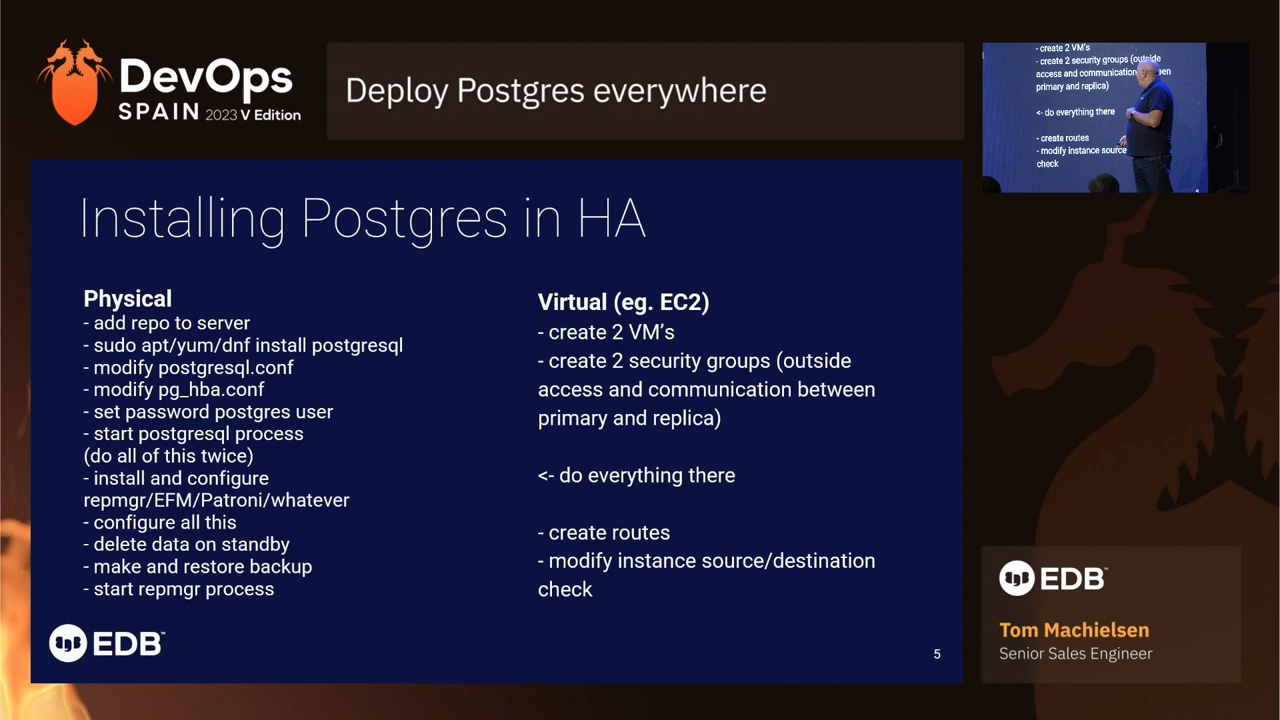 DevOps
SPAIN 2023 V Edition
Deploy Postgres everywhere
- create 2 VM's
- create 2 security groups (outside
access and communication
primary and replica)
<- do everything there
- create routes
- modify instance source
check
Installing Postgres in HA
Physical
- add repo to server
- sudo apt/yum/dnf install postgresql
- modify postgresql.conf
- modify pg_hba.conf
- set password postgres user
- start postgresql process
(do all of this twice)
- install and configure
repmgr/EFM/Patroni/whatever
- configure all this
- delete data on standby
- make and restore backup
- start repmgr process
Virtual (eg. EC2)
- create 2 VM’s
- create 2 security groups (outside
access and communication between
primary and replica)
<- do everything there
- create routes
- modify instance source/destination
check
EDB™
5
EDB™
Tom Machielsen
Senior Sales Engineer